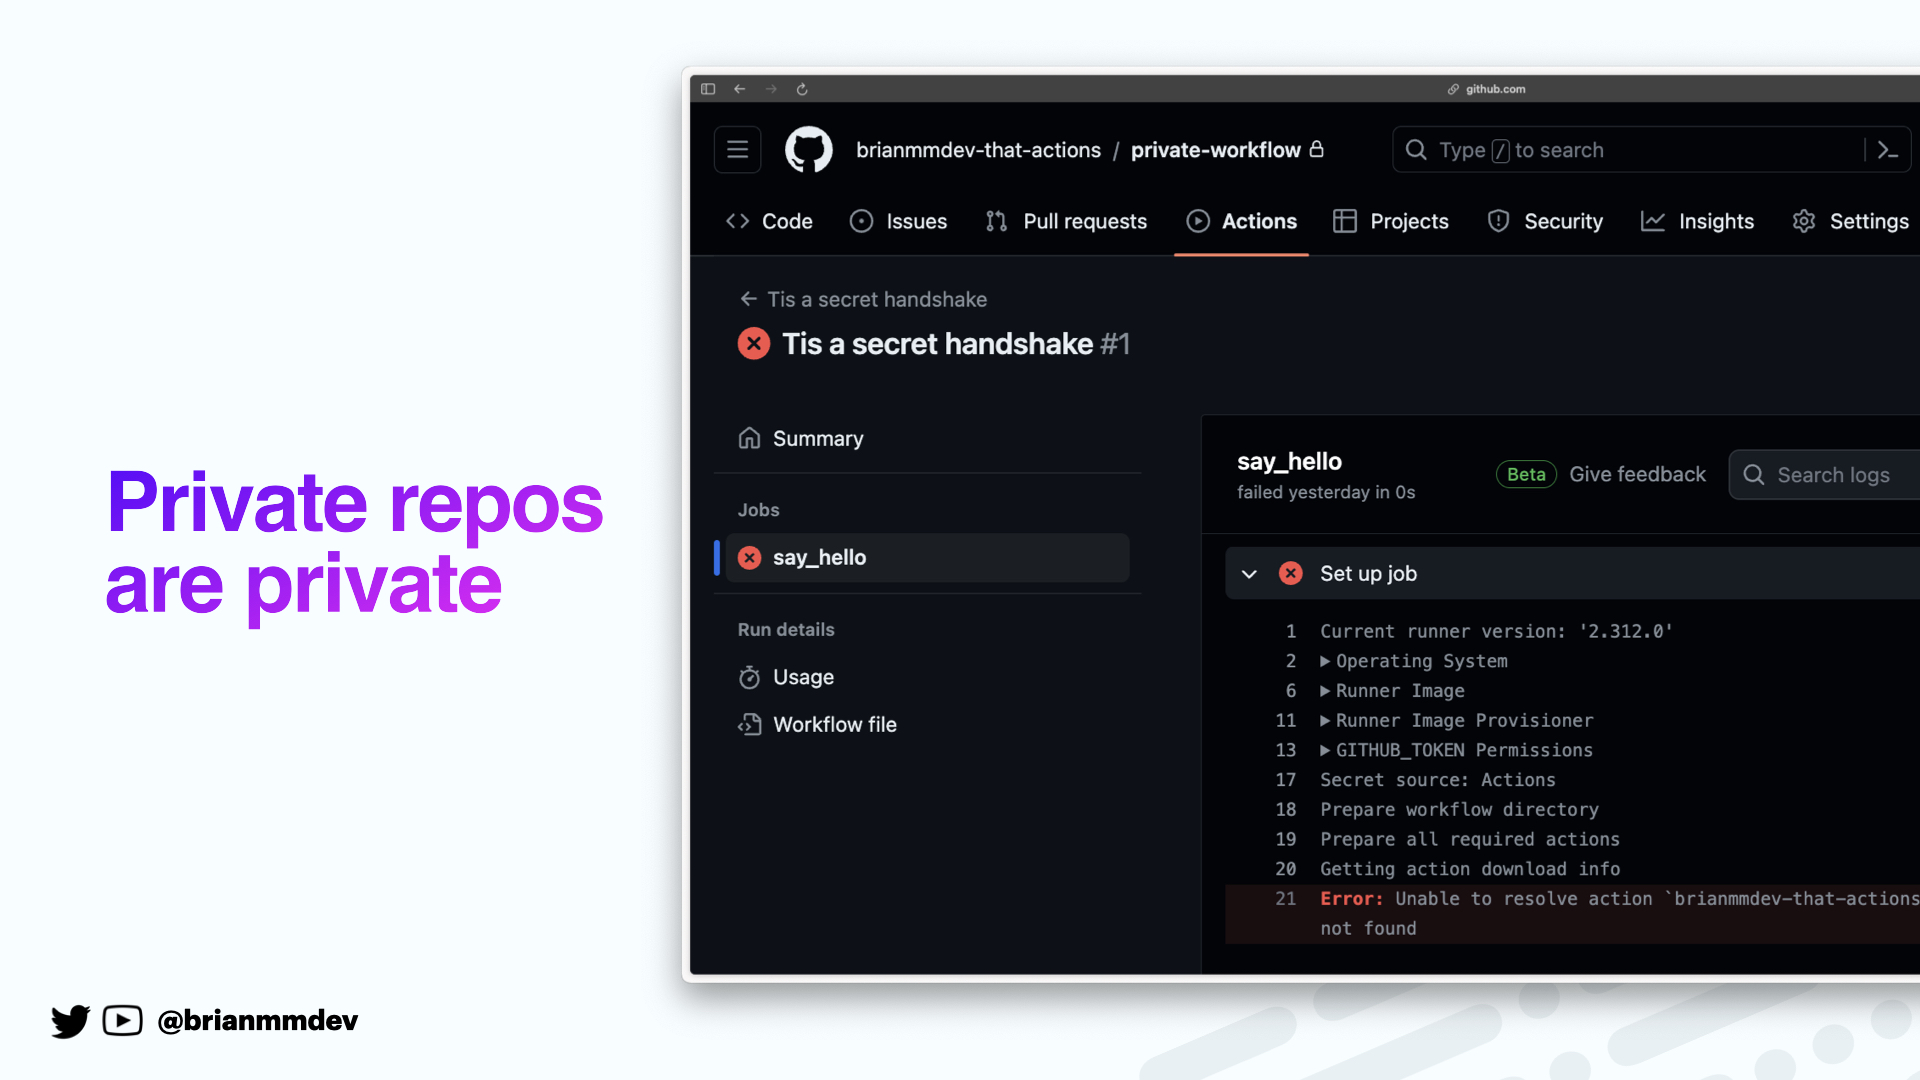 Private repos
are private
@brianmmdev
github.com
brianmmdev-that-actions / private-workflow
Type / to search
Code Issues Pull requests Actions Projects Security Insights Settings
Tis a secret handshake
Tis a secret handshake #1
Summary
Jobs
say_hello
Run details
Usage
Workflow file
say_hello
failed yesterday in 0s
Beta Give feedback Search logs
Set up job
1 Current runner version: '2.312.0'
2 Operating System
6 Runner Image
11 Runner Image Provisioner
13 GITHUB_TOKEN Permissions
17 Secret source: Actions
18 Prepare workflow directory
19 Prepare all required actions
20 Getting action download info
21 Error: Unable to resolve action `brianmmdev-that-actions
not found